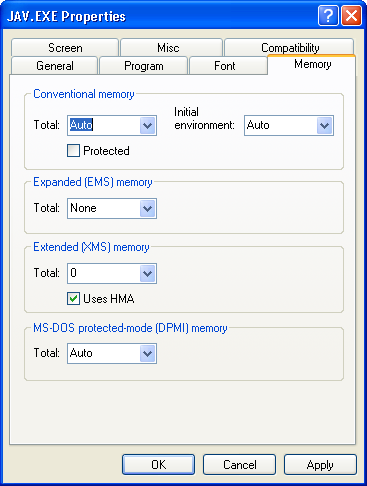 JAV.EXE Properties
Screen Misc Compatibility
General Program Font Memory
Conventional memory
Total: Auto Initial environment: Auto
Protected
Expanded (EMS) memory
Total: None
Extended (XMS) memory
Total: 0
Uses HMA
MS-DOS protected-mode (DPMI) memory
Total: Auto
OK Cancel Apply